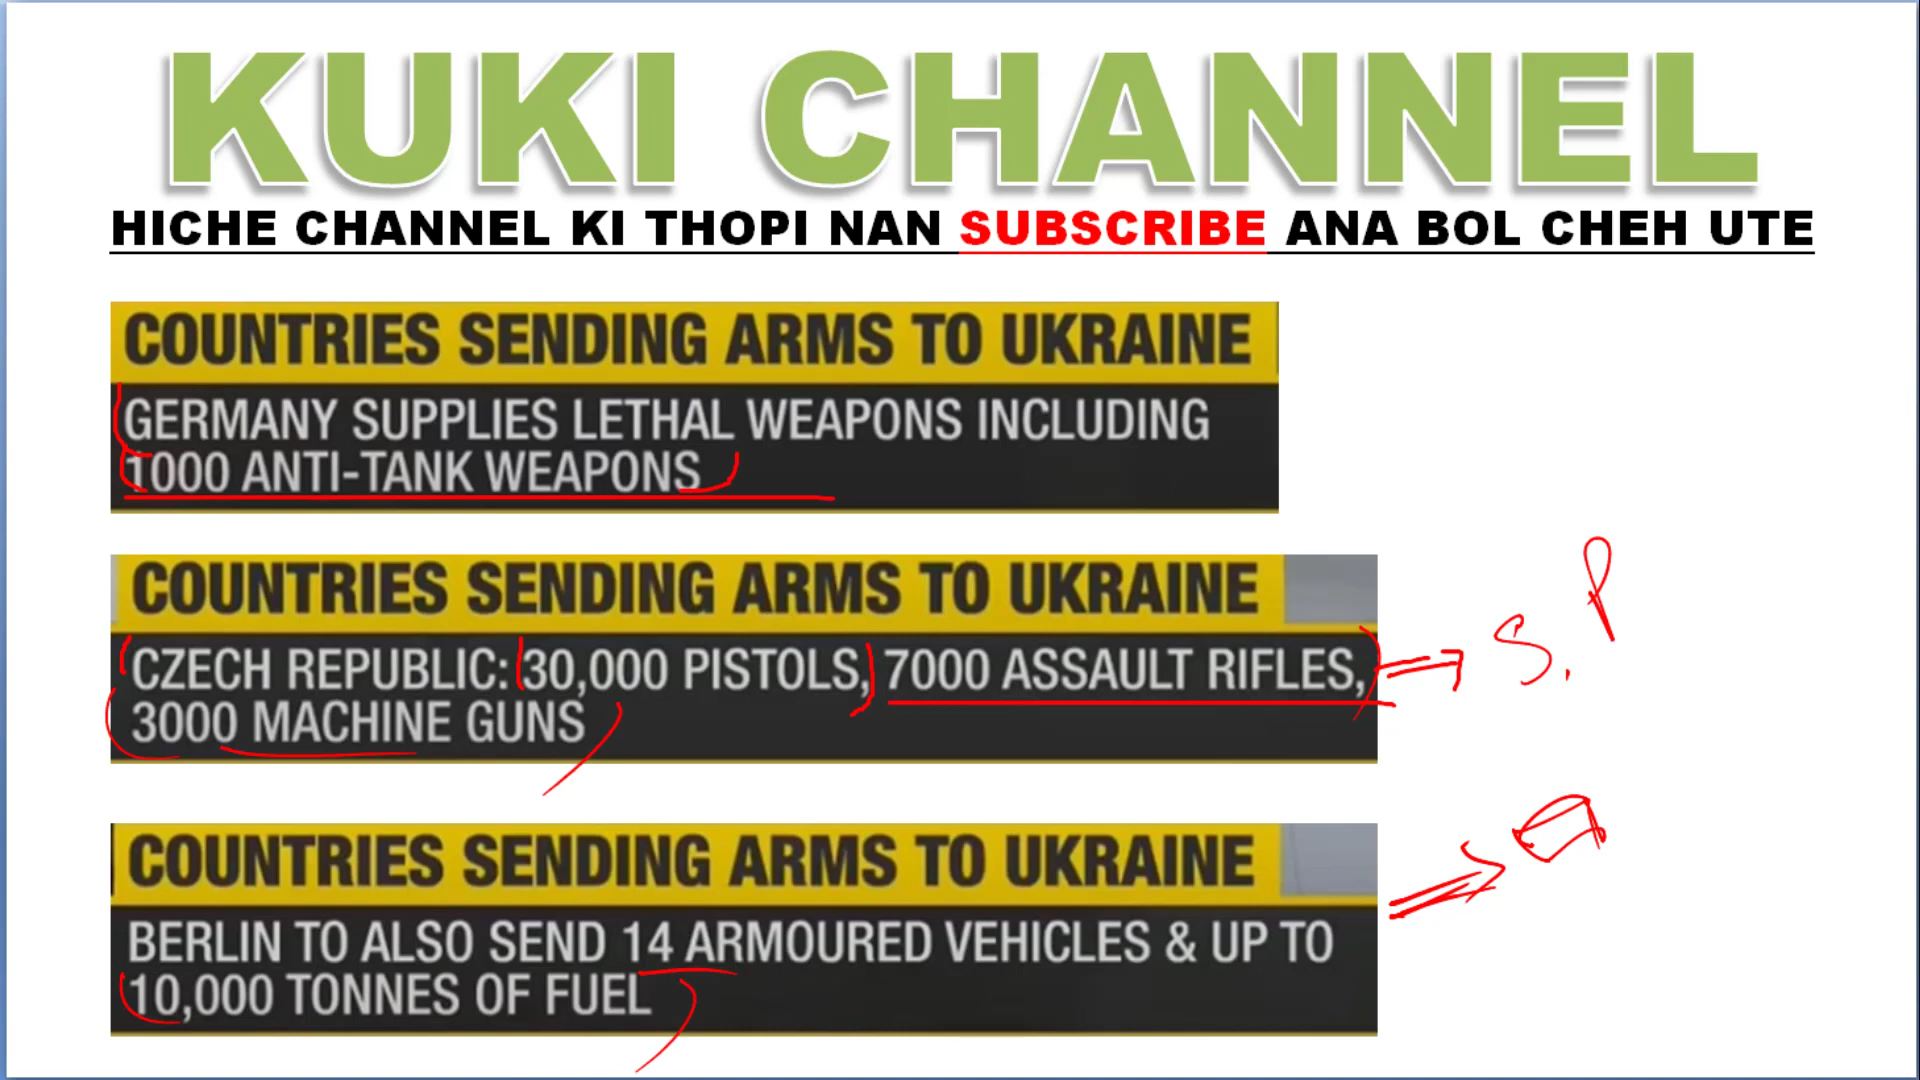 KUKI CHANNEL
HICHE CHANNEL KI THOPI NAN SUBSCRIBE ANA BOL CHEH UTE
COUNTRIES SENDING ARMS TO UKRAINE
GERMANY SUPPLIES LETHAL WEAPONS INCLUDING
1000 ANTI-TANK WEAPONS
COUNTRIES SENDING ARMS TO UKRAINE
CZECH REPUBLIC: 30,000 PISTOLS, 7000 ASSAULT RIFLES,
3000 MACHINE GUNS
S. P
COUNTRIES SENDING ARMS TO UKRAINE
BERLIN TO ALSO SEND 14 ARMOURED VEHICLES & UP TO
10,000 TONNES OF FUEL